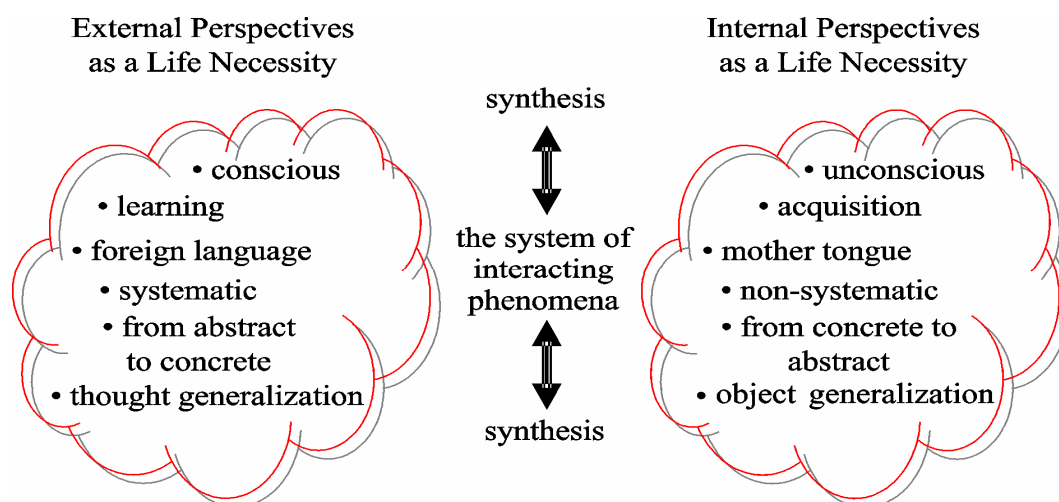 External Perspectives
as a Life Necessity
• conscious
• learning
• foreign language
• systematic
• from abstract
to concrete
• thought generalization
synthesis
the system of
interacting
phenomena
synthesis
Internal Perspectives
as a Life Necessity
• unconscious
• acquisition
• mother tongue
• non-systematic
• from concrete to
abstract
• object generalization